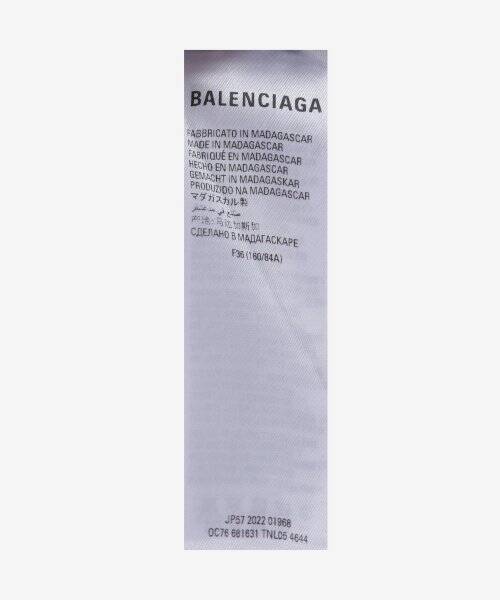 BALENCIAGA
FABBRICATO IN MADAGASCAR
MADE IN MADAGASCAR
FABRIQUÉ EN MADAGASCAR
HECHO EN MADAGASCAR
GEMACHT IN MADAGASKAR
PRODUZIDO NA MADAGASCAR
マダガスカル製
صنع في مدغشقر
产地:马达加斯加
СДЕЛАНО В МАДАГАСКАРЕ
F36 (160/84A)
JP57 2022 01968
OC76 681631 TNL05 4644